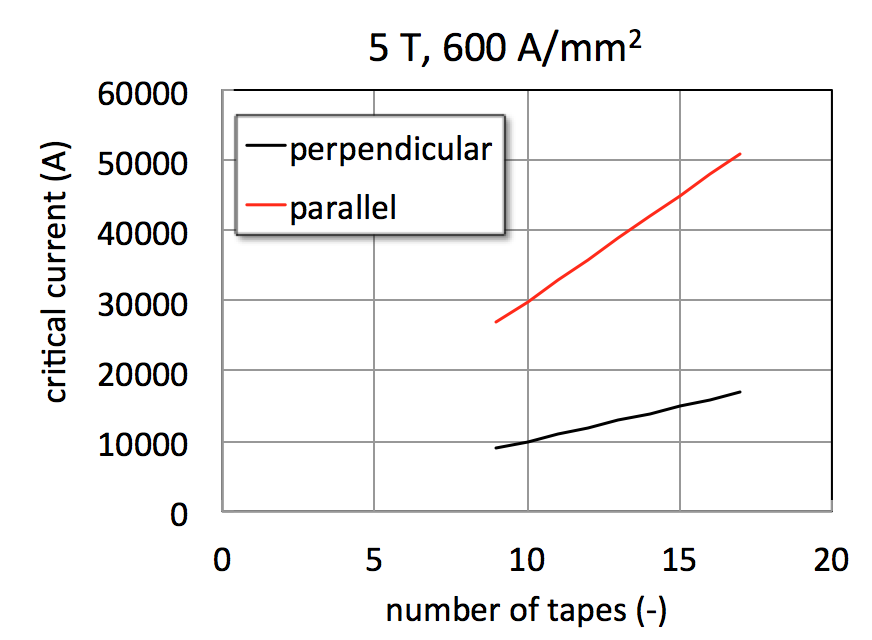 5 T, 600 A/mm²
60000
50000
40000
30000
20000
10000
0
critical current (A)
perpendicular
parallel
0 5 10 15 20
number of tapes (-)